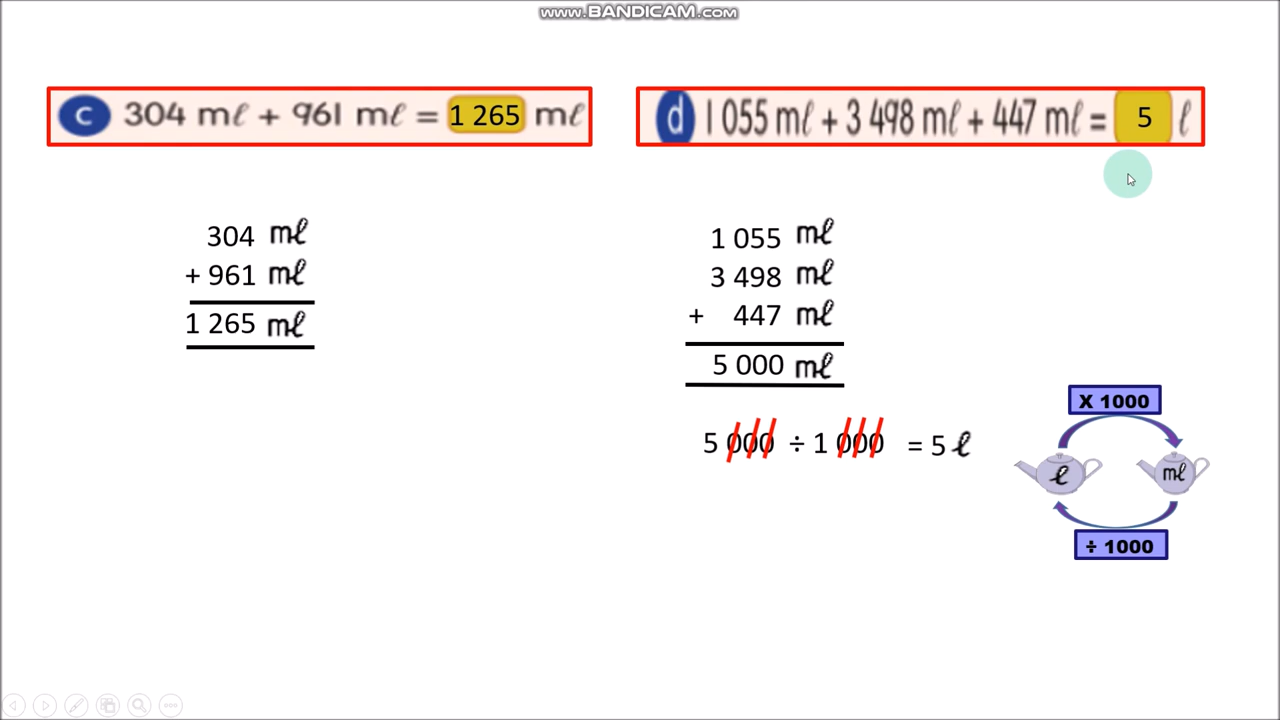 www.BANDICAM.com
c 304 mℓ + 961 mℓ = 1 265 mℓ
d 1 055 mℓ + 3 498 mℓ + 447 mℓ = 5 ℓ
304 mℓ
+ 961 mℓ
1 265 mℓ
1 055 mℓ
3 498 mℓ
+ 447 mℓ
5 000 mℓ
5 000 ÷ 1 000 = 5 ℓ
X 1000
ℓ mℓ
÷ 1000